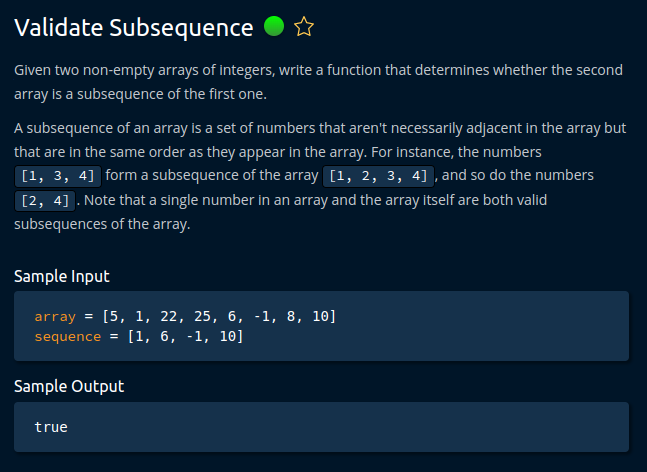 Validate Subsequence
Given two non-empty arrays of integers, write a function that determines whether the second
array is a subsequence of the first one.
A subsequence of an array is a set of numbers that aren't necessarily adjacent in the array but
that are in the same order as they appear in the array. For instance, the numbers
[1, 3, 4] form a subsequence of the array [1, 2, 3, 4], and so do the numbers
[2, 4]. Note that a single number in an array and the array itself are both valid
subsequences of the array.
Sample Input
array = [5, 1, 22, 25, 6, -1, 8, 10]
sequence = [1, 6, -1, 10]
Sample Output
true